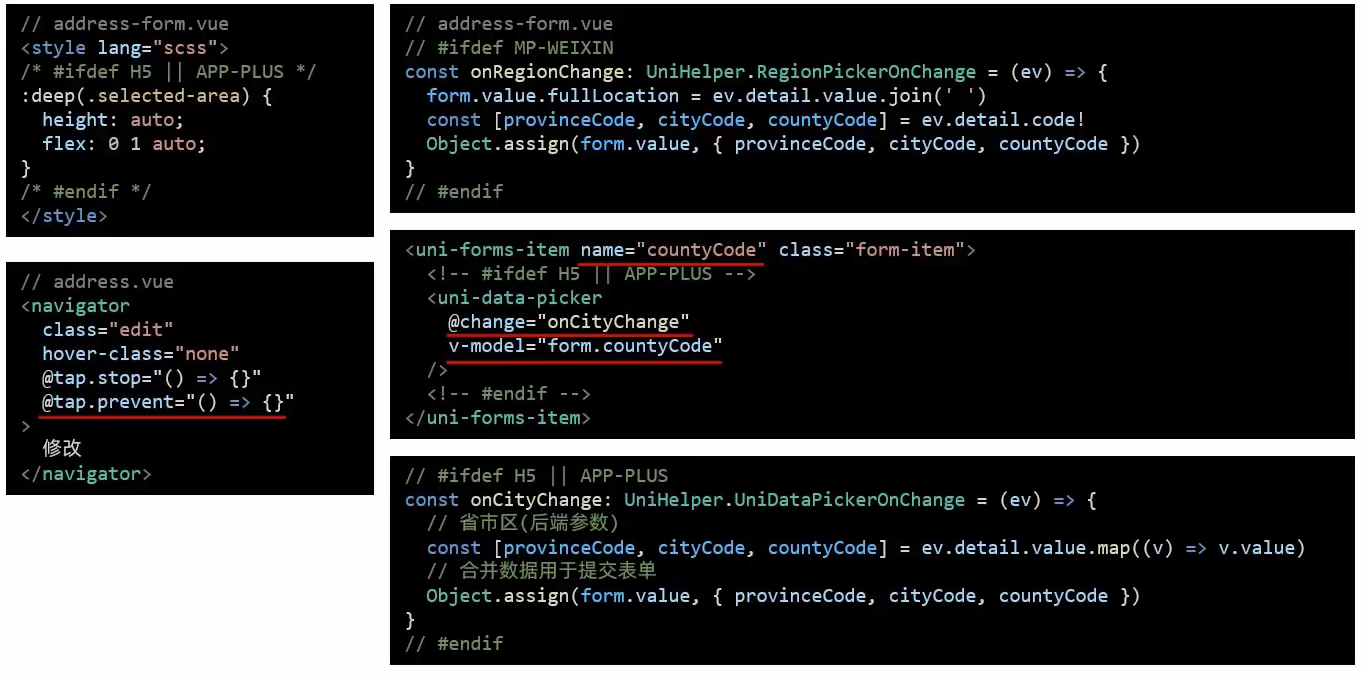 // address-form.vue
<style lang="scss">
/* #ifdef H5 || APP-PLUS */
:deep(.selected-area) {
  height: auto;
  flex: 0 1 auto;
}
/* #endif */
</style>
// address.vue
<navigator
  class="edit"
  hover-class="none"
  @tap.stop="() => {}"
  @tap.prevent="() => {}"
>
  修改
</navigator>
// address-form.vue
// #ifdef MP-WEIXIN
const onRegionChange: UniHelper.RegionPickerOnChange = (ev) => {
  form.value.fullLocation = ev.detail.value.join(' ')
  const [provinceCode, cityCode, countyCode] = ev.detail.code!
  Object.assign(form.value, { provinceCode, cityCode, countyCode })
}
// #endif
<uni-forms-item name="countyCode" class="form-item">
  <!-- #ifdef H5 || APP-PLUS -->
  <uni-data-picker
    @change="onCityChange"
    v-model="form.countyCode"
  />
  <!-- #endif -->
</uni-forms-item>
// #ifdef H5 || APP-PLUS
const onCityChange: UniHelper.UniDataPickerOnChange = (ev) => {
  // 省市区(后端参数)
  const [provinceCode, cityCode, countyCode] = ev.detail.value.map((v) => v.value)
  // 合并数据用于提交表单
  Object.assign(form.value, { provinceCode, cityCode, countyCode })
}
// #endif